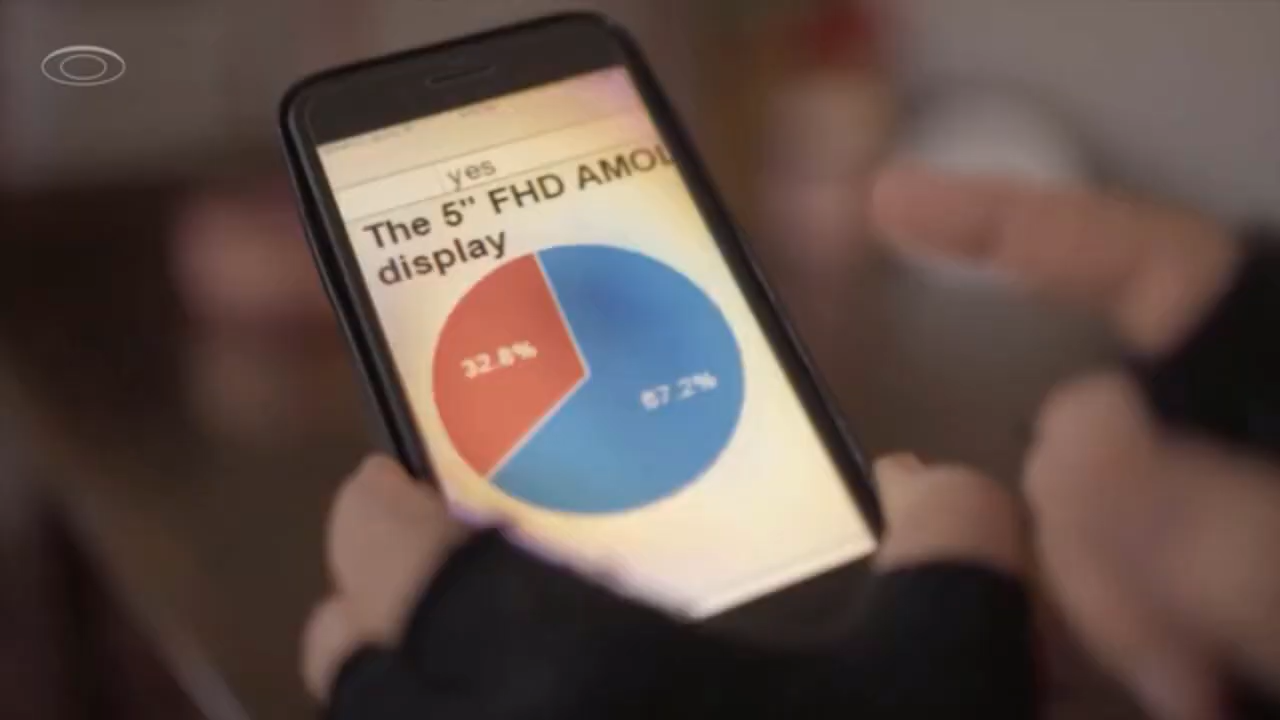 yes
The 5" FHD AMOL
display
32.8%
67.2%